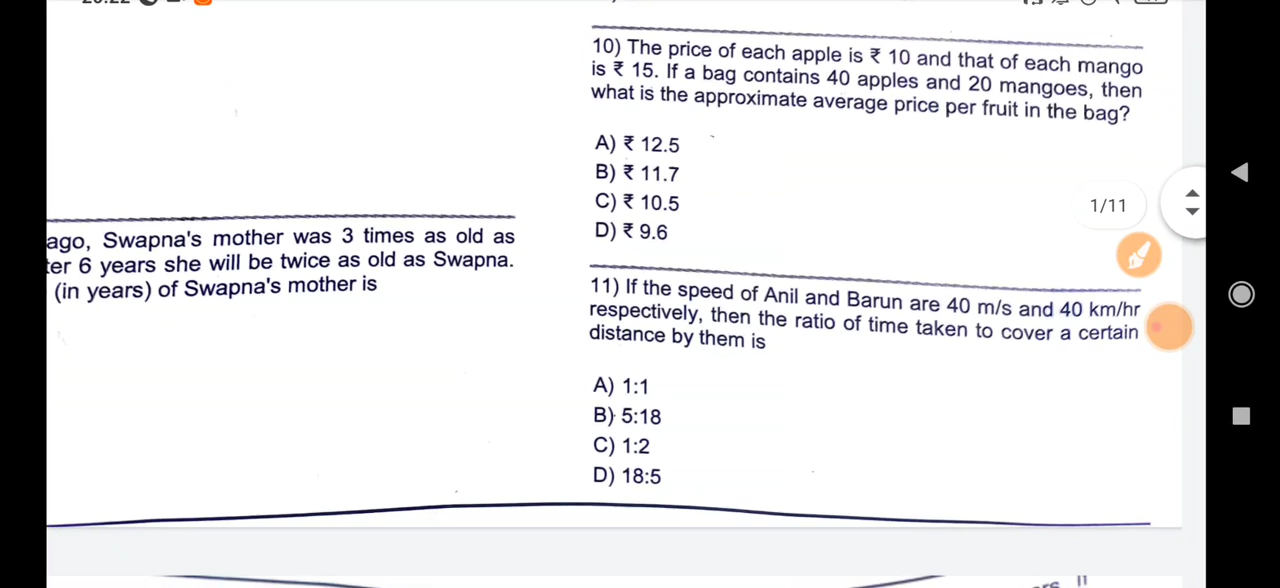 ago, Swapna's mother was 3 times as old as
6 years she will be twice as old as Swapna.
(in years) of Swapna's mother is
10) The price of each apple is ₹ 10 and that of each mango
is ₹ 15. If a bag contains 40 apples and 20 mangoes, then
what is the approximate average price per fruit in the bag?
A) ₹ 12.5
B) ₹ 11.7
C) ₹ 10.5
D) ₹ 9.6
11) If the speed of Anil and Barun are 40 m/s and 40 km/hr
respectively, then the ratio of time taken to cover a certain
distance by them is
A) 1:1
B) 5:18
C) 1:2
D) 18:5
1/11